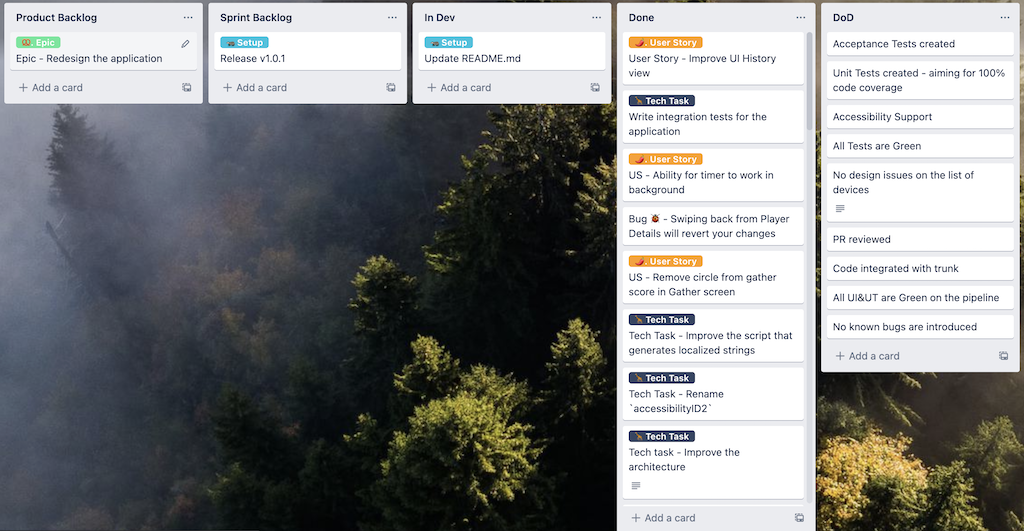 Product Backlog
Epic
Epic - Redesign the application
Add a card
Sprint Backlog
Setup
Release v1.0.1
Add a card
In Dev
Setup
Update README.md
Add a card
Done
User Story
User Story - Improve UI History
view
Tech Task
Write integration tests for the
application
User Story
US - Ability for timer to work in
background
Bug 🐞 - Swiping back from Player
Details will revert your changes
User Story
US - Remove circle from gather
score in Gather screen
Tech Task
Tech Task - Improve the script that
generates localized strings
Tech Task
Tech Task - Rename
`accessibilityID2`
Tech Task
Tech task - Improve the
architecture
Add a card
DoD
Acceptance Tests created
Unit Tests created - aiming for 100%
code coverage
Accessibility Support
All Tests are Green
No design issues on the list of
devices
PR reviewed
Code integrated with trunk
All UI&UT are Green on the pipeline
No known bugs are introduced
Add a card